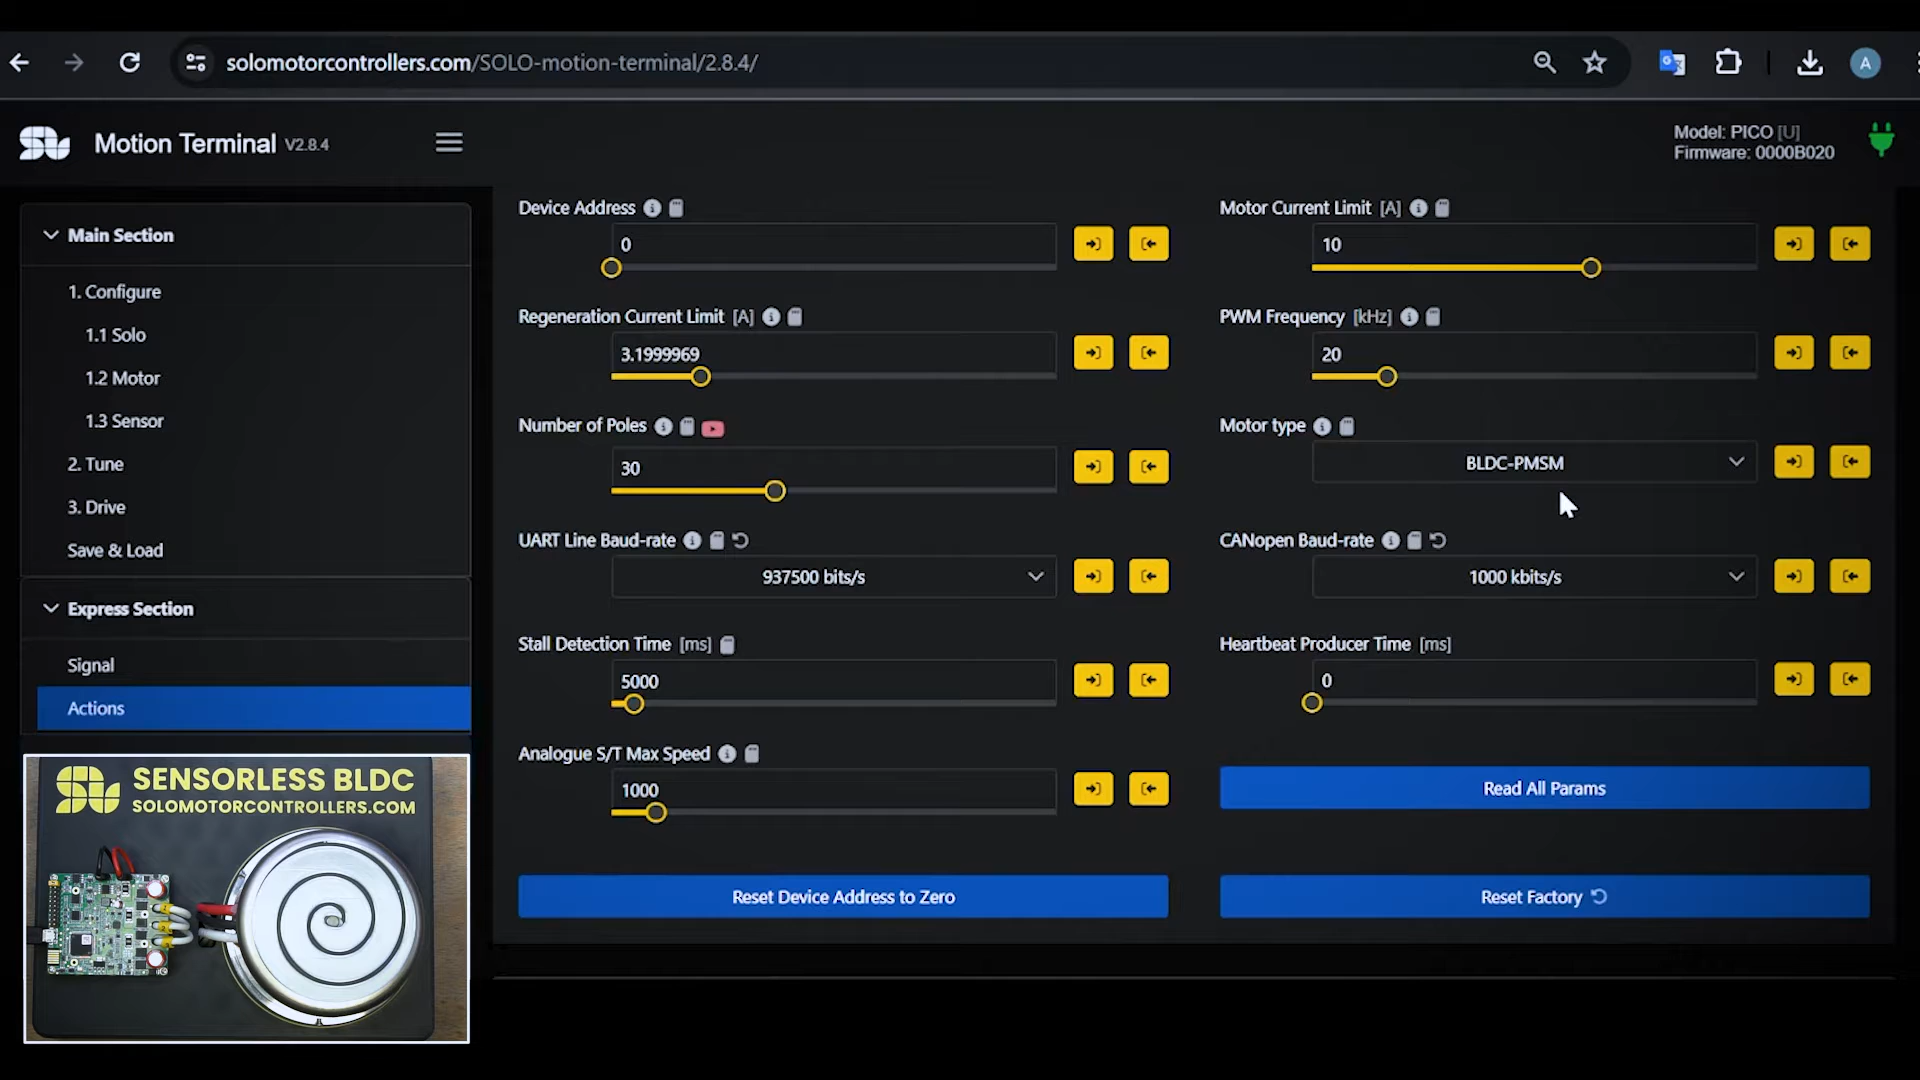 solomotorcontrollers.com/SOLO-motion-terminal/2.8.4/
A
Motion Terminal V2.8.4
Model: PICO [U]
Firmware: 0000B020
Main Section
1. Configure
1.1 Solo
1.2 Motor
1.3 Sensor
2. Tune
3. Drive
Save & Load
Express Section
Signal
Actions
SENSORLESS BLDC
SOLOMOTORCONTROLLERS.COM
Device Address
0
Motor Current Limit [A]
10
Regeneration Current Limit [A]
3.1999969
PWM Frequency [kHz]
20
Number of Poles
30
Motor type
BLDC-PMSM
UART Line Baud-rate
937500 bits/s
CANopen Baud-rate
1000 kbits/s
Stall Detection Time [ms]
5000
Heartbeat Producer Time [ms]
0
Analogue S/T Max Speed
1000
Read All Params
Reset Device Address to Zero
Reset Factory